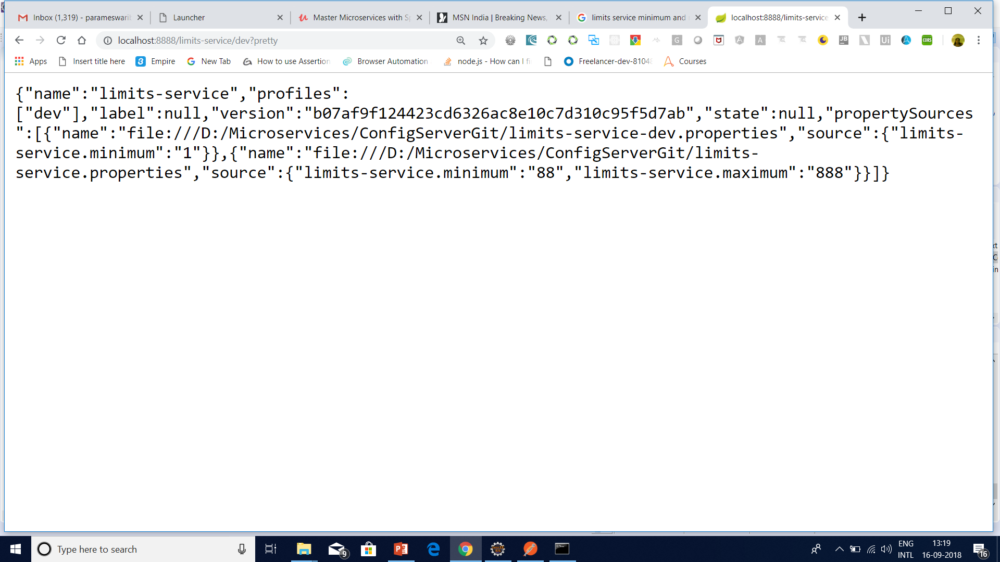 Inbox (1,319) - parameswarib
Launcher
Master Microservices with Sp
MSN India | Breaking News,
limits service minimum and
localhost:8888/limits-service
localhost:8888/limits-service/dev?pretty
Apps
Insert title here
Empire
New Tab
How to use Assertion
Browser Automation
node.js - How can I fi
Freelancer-dev-81048
Courses
{"name":"limits-service","profiles":
["dev"],"label":null,"version":"b07af9f124423cd6326ac8e10c7d310c95f5d7ab","state":null,"propertySources
":[{"name":"file:///D:/Microservices/ConfigServerGit/limits-service-dev.properties","source":{"limits-
service.minimum":"1"}},{"name":"file:///D:/Microservices/ConfigServerGit/limits-
service.properties","source":{"limits-service.minimum":"88","limits-service.maximum":"888"}}]}
Type here to search
9
ENG
INTL
13:19
16-09-2018
16